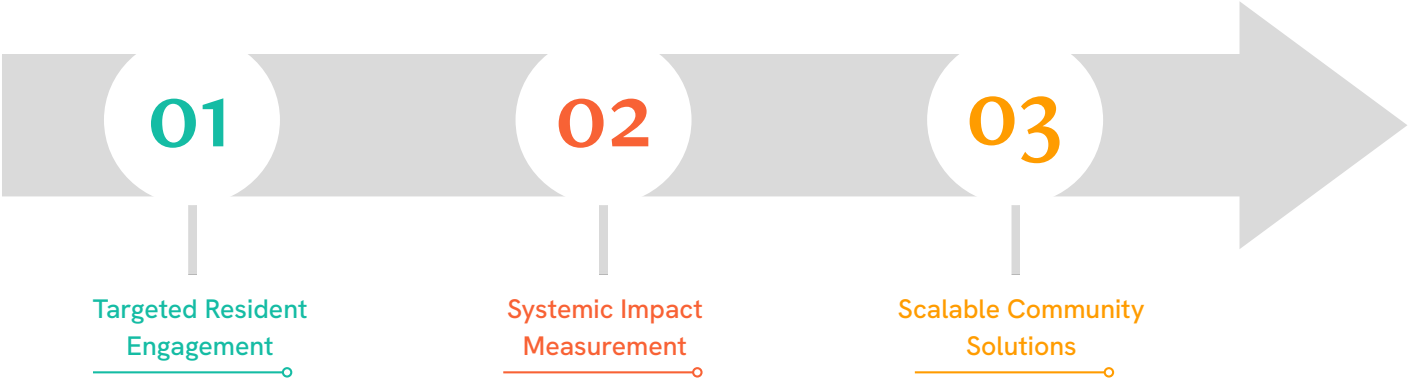 01
02
03
Targeted Resident
Engagement
Systemic Impact
Measurement
Scalable Community
Solutions